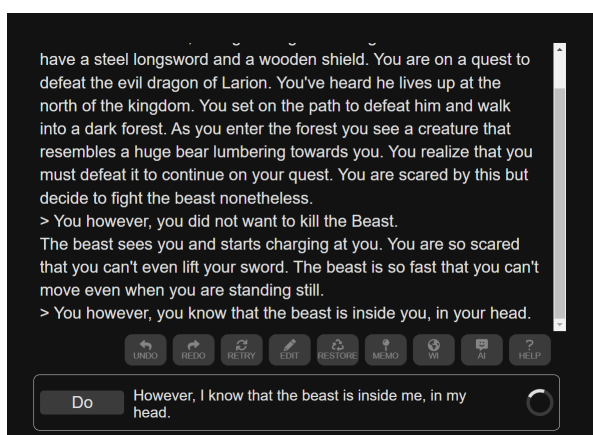 have a steel longsword and a wooden shield. You are on a quest to
defeat the evil dragon of Larion. You've heard he lives up at the
north of the kingdom. You set on the path to defeat him and walk
into a dark forest. As you enter the forest you see a creature that
resembles a huge bear lumbering towards you. You realize that you
must defeat it to continue on your quest. You are scared by this but
decide to fight the beast nonetheless.
> You however, you did not want to kill the Beast.
The beast sees you and starts charging at you. You are so scared
that you can't even lift your sword. The beast is so fast that you can't
move even when you are standing still.
> You however, you know that the beast is inside you, in your head.
UNDO REDO RETRY EDIT RESTORE MEMO WI AI HELP
Do
However, I know that the beast is inside me, in my
head.